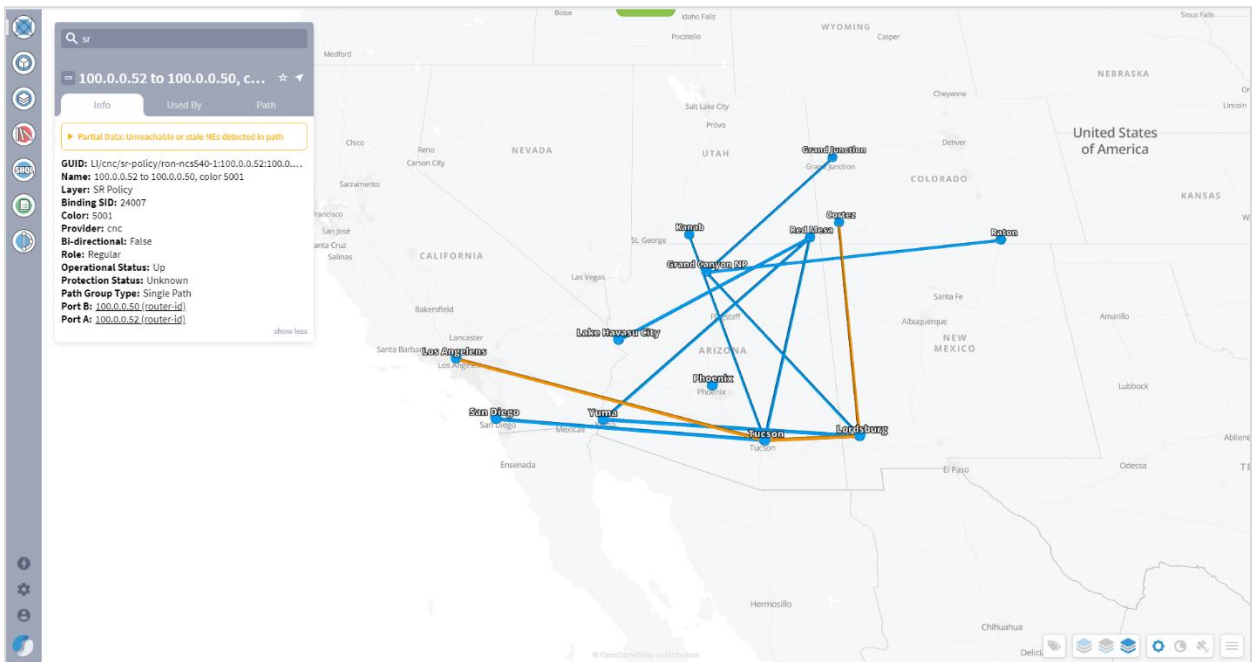 sr
100.0.0.52 to 100.0.0.50, c...
Info
Used By
Path
Partial Data: Unreachable or stale NEs detected in path
GUID: LI/cnc/sr-policy/ron-ncs540-1:100.0.0.52:100.0....
Name: 100.0.0.52 to 100.0.0.50, color 5001
Layer: SR Policy
Binding SID: 24007
Color: 5001
Provider: cnc
Bi-directional: False
Role: Regular
Operational Status: Up
Protection Status: Unknown
Path Group Type: Single Path
Port B: 100.0.0.50 (router-id)
Port A: 100.0.0.52 (router-id)
show less
SHQL
Boise
Idaho Falls
Pocatello
WYOMING
Casper
Sioux Falls
Medford
NEBRASKA
Cheyenne
Salt Lake City
Lincoln
Provo
United States
of America
Chico
Reno
Carson City
NEVADA
UTAH
Grand Junction
Grand Junction
Denver
COLORADO
Sacramento
KANSAS
Francisco
San José
Santa Cruz
Salinas
CALIFORNIA
St. George
Kanab
Red Mesa
Cortez
Raton
Grand Canyon NP
Las Vegas
Bakersfield
Santa Fe
Flagstaff
Albuquerque
Amarillo
Lake Havasu City
Lancaster
NEW
MEXICO
Santa Barbara
Los Angelens
Los Angeles
ARIZONA
Phoenix
Phoenix
Lubbock
San Diego
San Diego
Yuma
Mexicali
Tucson
Tucson
Lordsburg
Abilene
Ensenada
El Paso
Odessa
Hermosillo
Chihuahua
© OpenStreetMap contributors